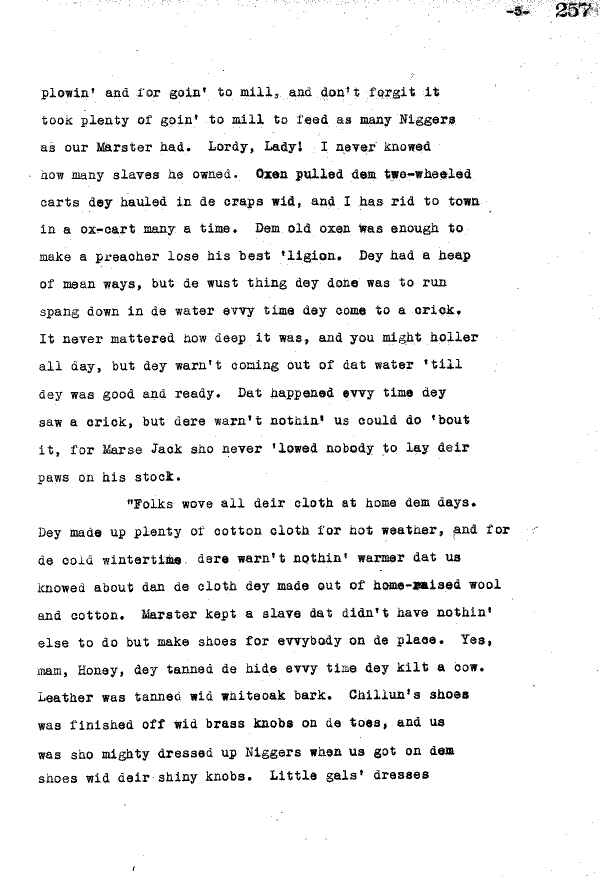 -5- 257
plowin' and for goin' to mill, and don't forgit it
took plenty of goin' to mill to feed as many Niggers
as our Marster had. Lordy, Lady! I never knowed
how many slaves he owned. Oxen pulled dem two-wheeled
carts dey hauled in de craps wid, and I has rid to town
in a ox-cart many a time. Dem old oxen was enough to
make a preacher lose his best 'ligion. Dey had a heap
of mean ways, but de wust thing dey done was to run
spang down in de water evvy time dey come to a crick.
It never mattered how deep it was, and you might holler
all day, but dey warn't coming out of dat water 'till
dey was good and ready. Dat happened evvy time dey
saw a crick, but dere warn't nothin' us could do 'bout
it, for Marse Jack sho never 'lowed nobody to lay deir
paws on his stock.
"Folks wove all deir cloth at home dem days.
Dey made up plenty of cotton cloth for hot weather, and for
de cold wintertime dere warn't nothin' warmer dat us
knowed about dan de cloth dey made out of home-raised wool
and cotton. Marster kept a slave dat didn't have nothin'
else to do but make shoes for evvybody on de place. Yes,
mam, Honey, dey tanned de hide evvy time dey kilt a cow.
Leather was tanned wid whiteoak bark. Chillun's shoes
was finished off wid brass knobs on de toes, and us
was sho mighty dressed up Niggers when us got on dem
shoes wid deir shiny knobs. Little gals' dresses